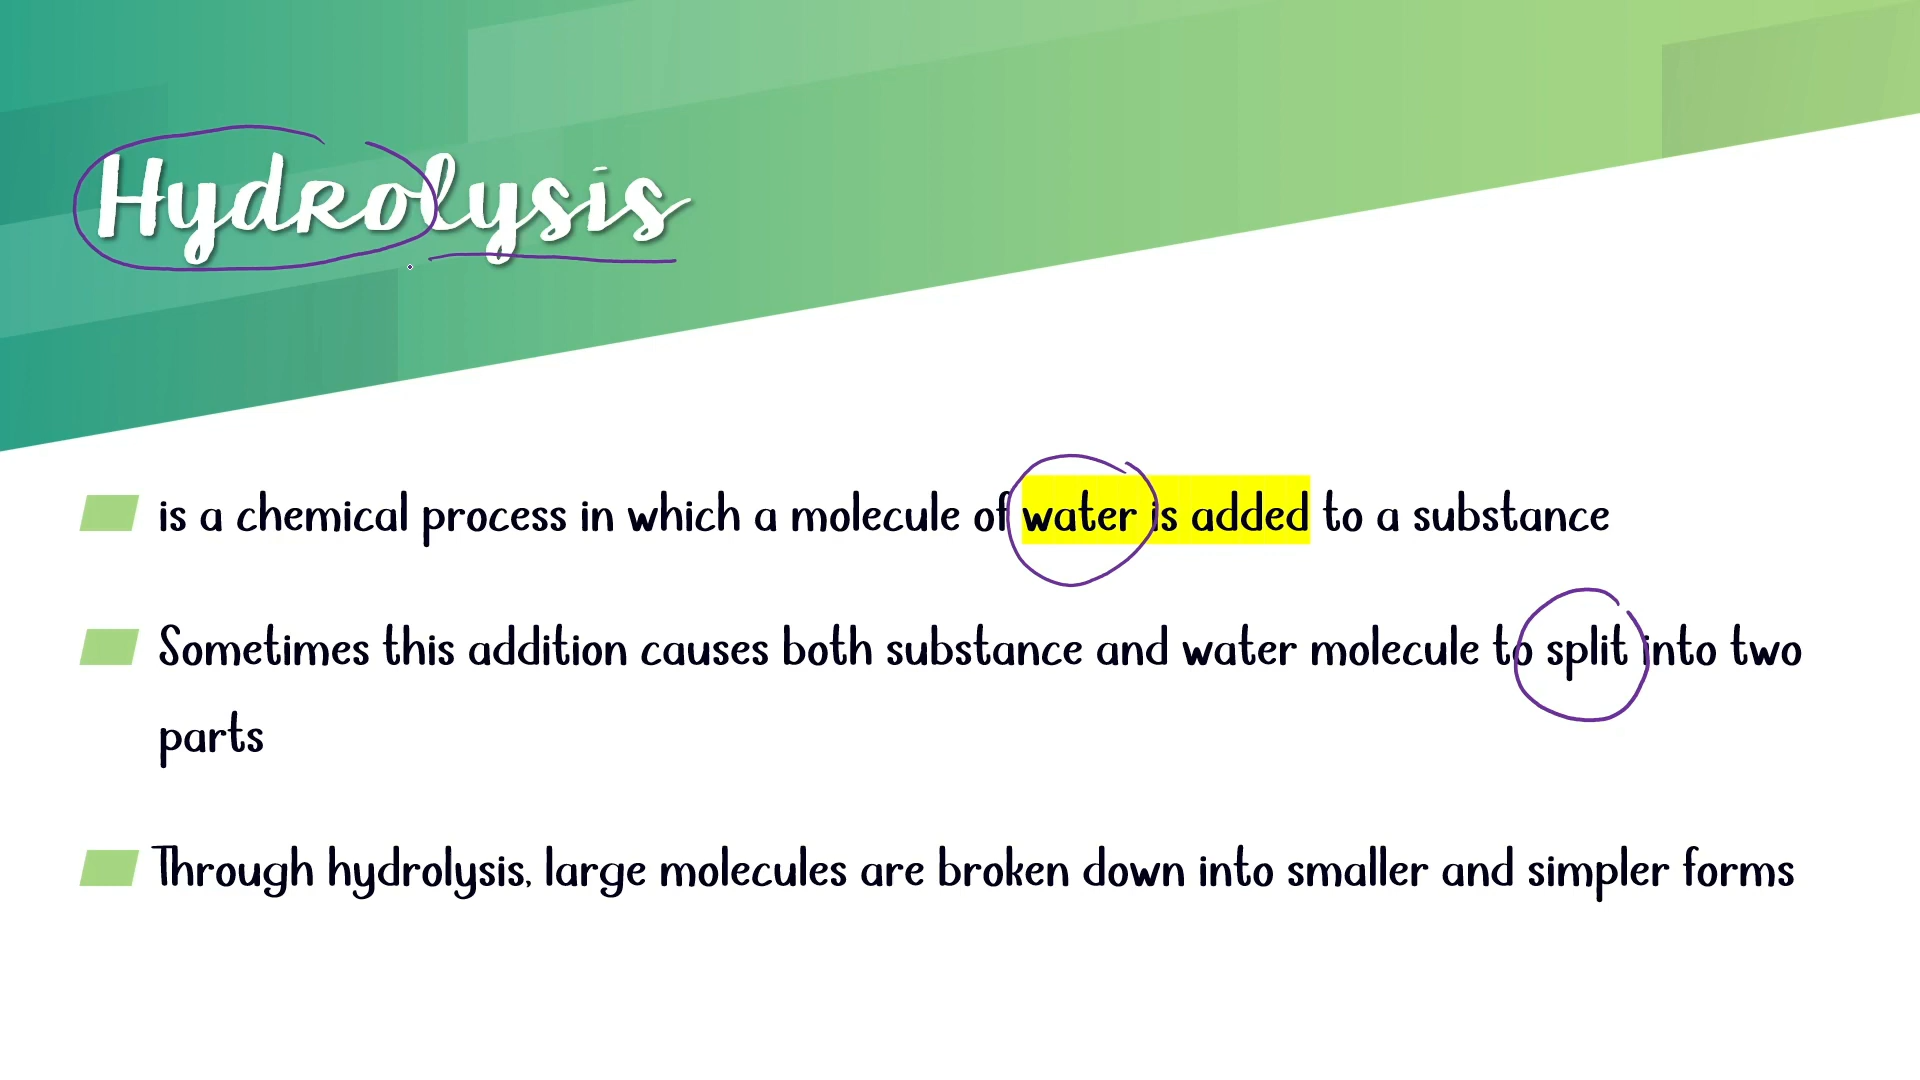 Hydrolysis
is a chemical process in which a molecule of water is added to a substance
Sometimes this addition causes both substance and water molecule to split into two
parts
Through hydrolysis, large molecules are broken down into smaller and simpler forms